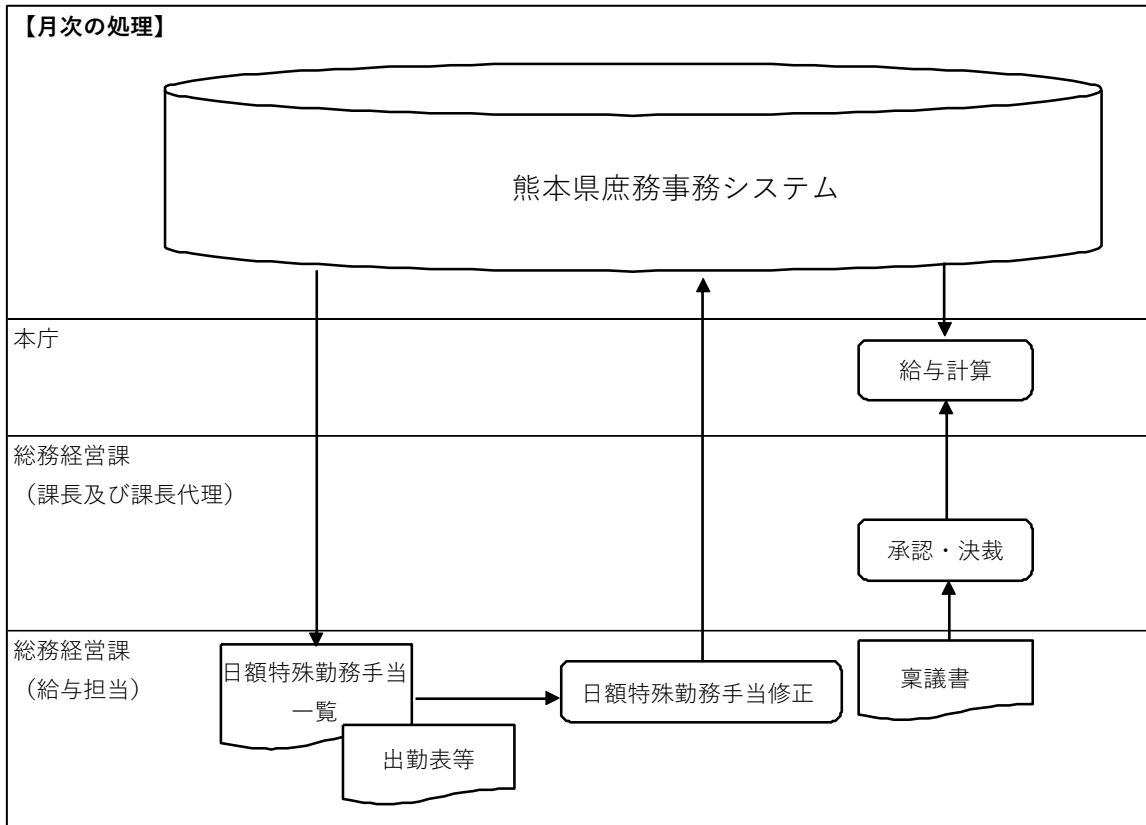 【月次の処理】
熊本県庶務事務システム
本庁
給与計算
総務経営課
（課長及び課長代理）
承認・決裁
総務経営課
（給与担当）
日額特殊勤務手当
一覧
出勤表等
日額特殊勤務手当修正
稟議書